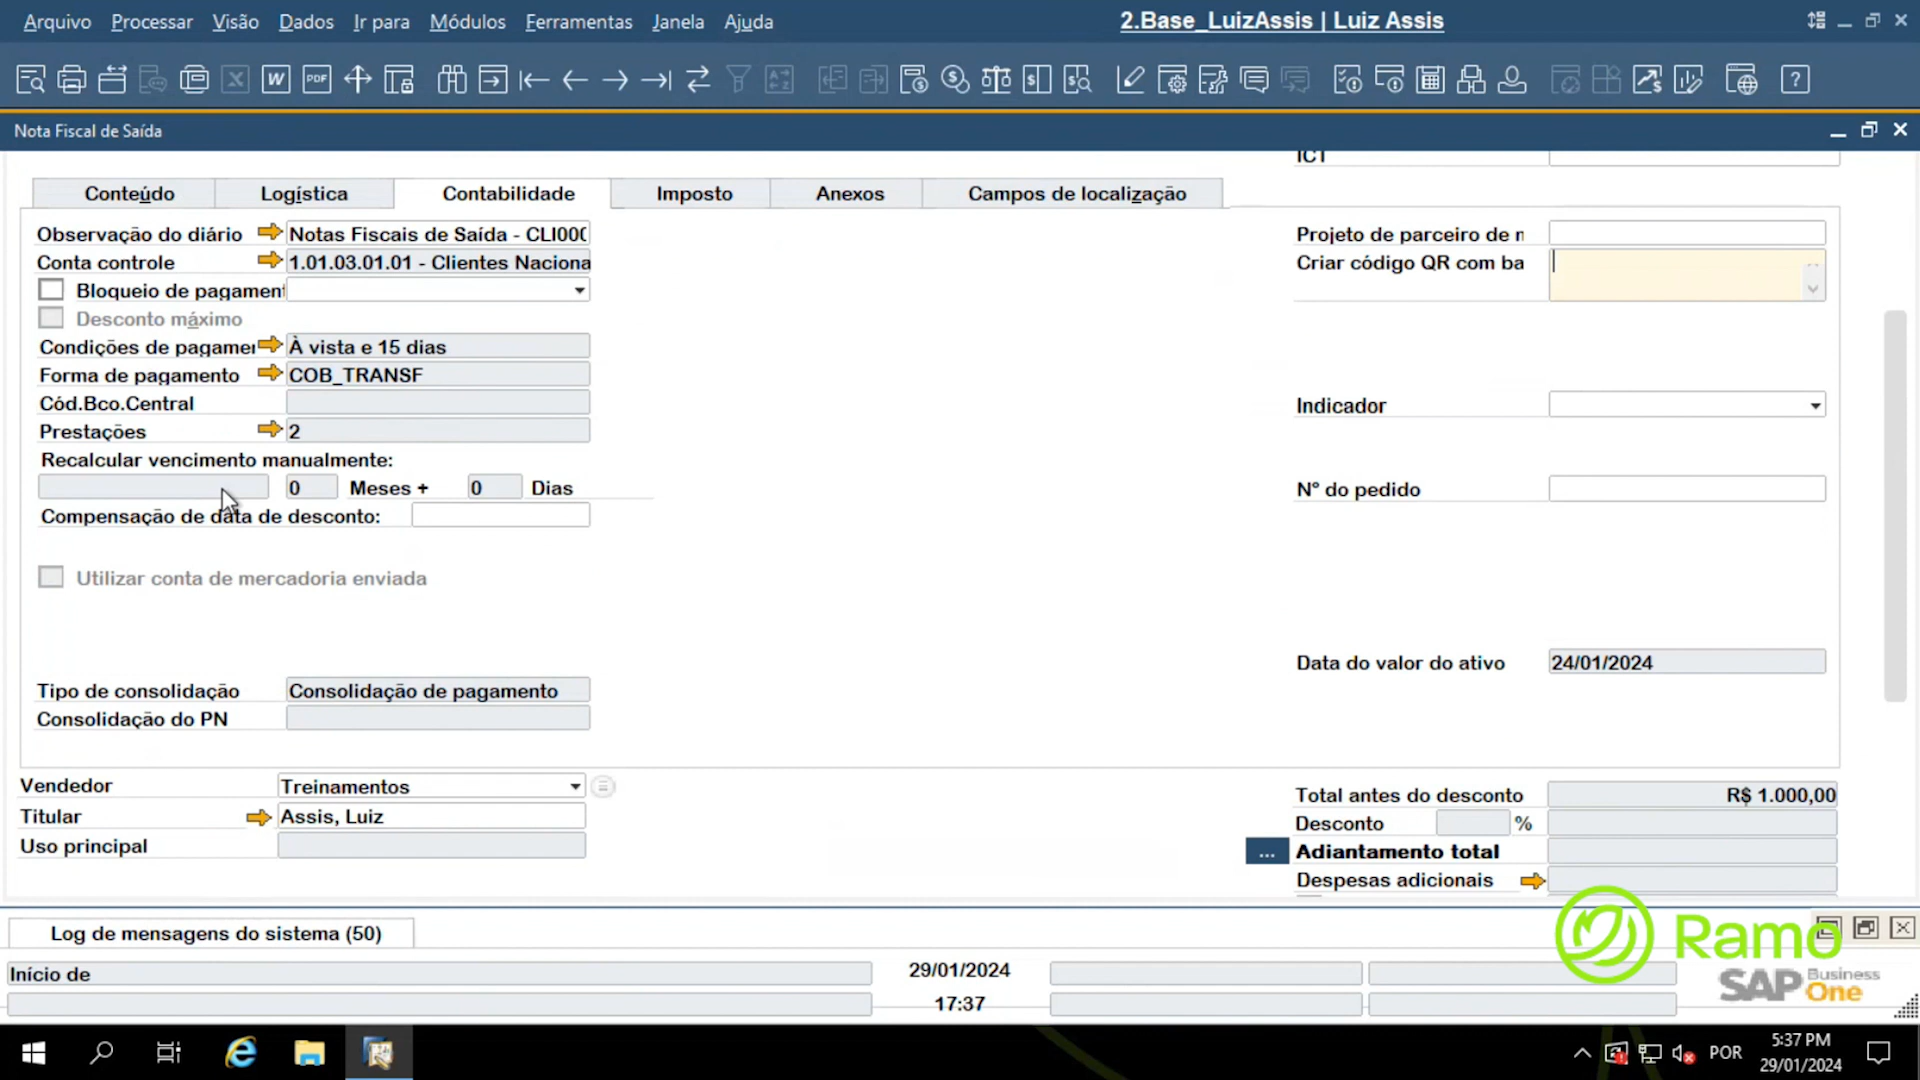 Arquivo Processar Visão Dados Ir para Módulos Ferramentas Janela Ajuda
2.Base_LuizAssis | Luiz Assis
Nota Fiscal de Saída
ICT
Conteúdo Logística Contabilidade Imposto Anexos Campos de localização
Observação do diário Notas Fiscais de Saída - CLI000
Projeto de parceiro de n
Conta controle 1.01.03.01.01 - Clientes Naciona
Criar código QR com ba
Bloqueio de pagament
Desconto máximo
Condições de pagamen À vista e 15 dias
Forma de pagamento COB_TRANSF
Cód.Bco.Central
Indicador
Prestações 2
Recalcular vencimento manualmente:
0 Meses + 0 Dias
Nº do pedido
Compensação de data de desconto:
Utilizar conta de mercadoria enviada
Data do valor do ativo 24/01/2024
Tipo de consolidação Consolidação de pagamento
Consolidação do PN
Vendedor Treinamentos
Total antes do desconto R$ 1.000,00
Titular Assis, Luiz
Desconto %
Uso principal
... Adiantamento total
Despesas adicionais
Log de mensagens do sistema (50)
Ramo
Início de 29/01/2024
SAP Business One
17:37
POR
5:37 PM
29/01/2024